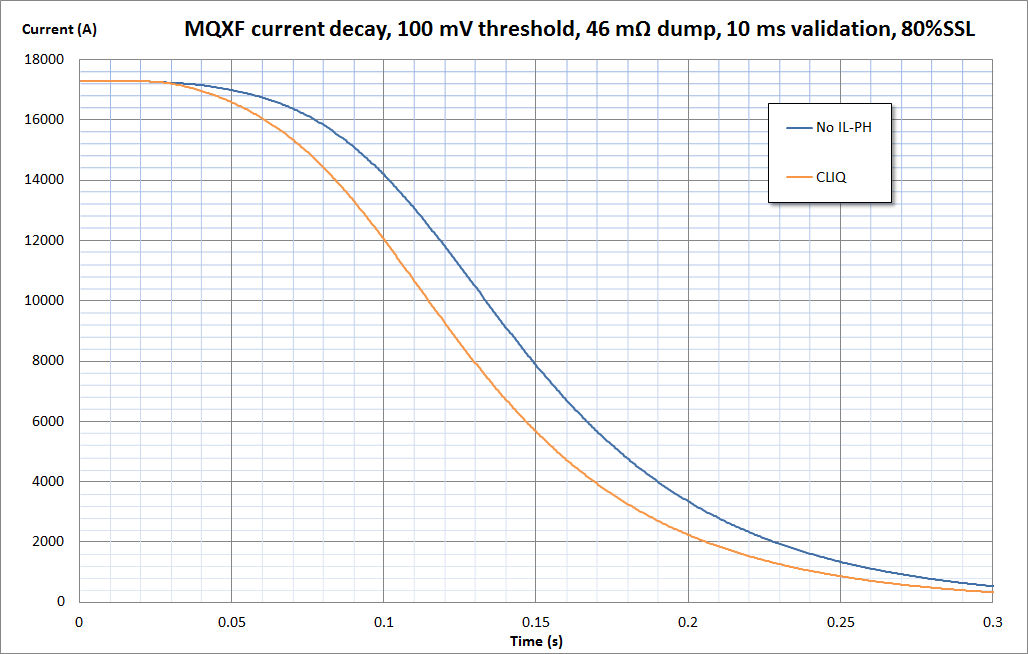 Current (A)
MQXF current decay, 100 mV threshold, 46 mΩ dump, 10 ms validation, 80%SSL
18000
16000
14000
12000
10000
8000
6000
4000
2000
0
No IL-PH
CLIQ
0 0.05 0.1 0.15 0.2 0.25 0.3
Time (s)